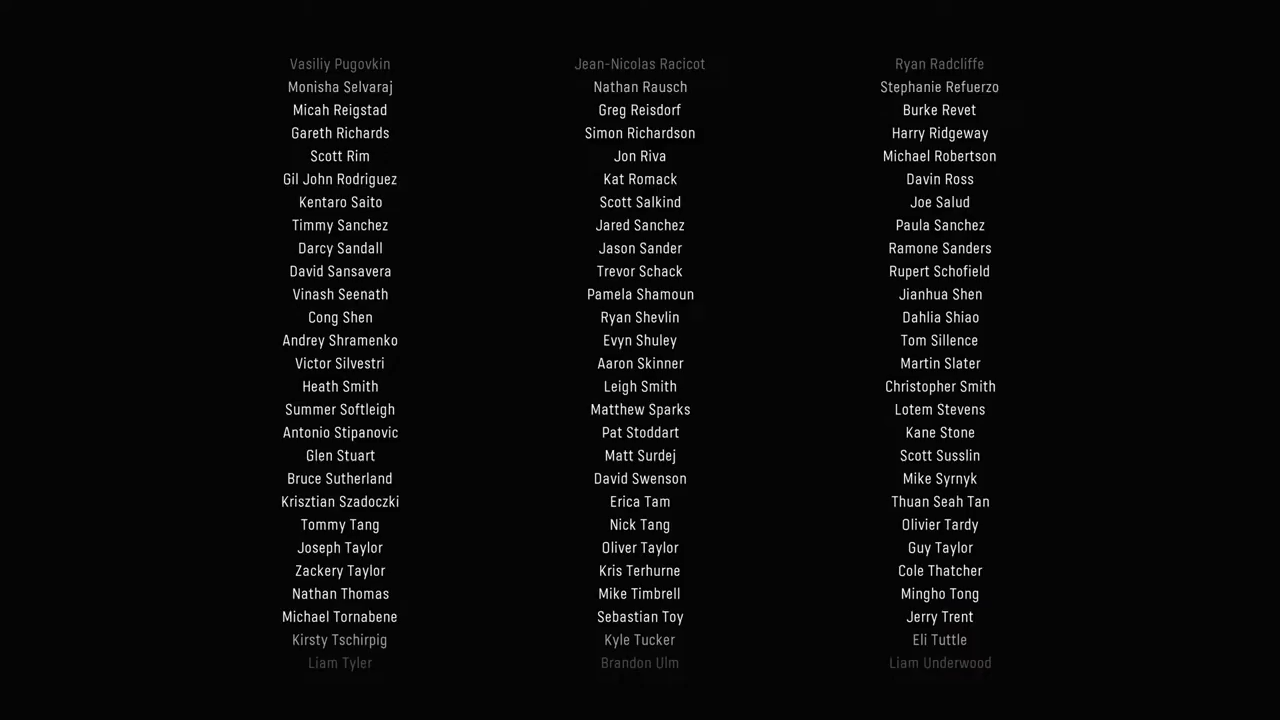 Vasiliy Pugovkin Jean-Nicolas Racicot Ryan Radcliffe
Monisha Selvaraj Nathan Rausch Stephanie Refuerzo
Micah Reigstad Greg Reisdorf Burke Revet
Gareth Richards Simon Richardson Harry Ridgeway
Scott Rim Jon Riva Michael Robertson
Gil John Rodriguez Kat Romack Davin Ross
Kentaro Saito Scott Salkind Joe Salud
Timmy Sanchez Jared Sanchez Paula Sanchez
Darcy Sandall Jason Sander Ramone Sanders
David Sansavera Trevor Schack Rupert Schofield
Vinash Seenath Pamela Shamoun Jianhua Shen
Cong Shen Ryan Shevlin Dahlia Shiao
Andrey Shramenko Evyn Shuley Tom Sillence
Victor Silvestri Aaron Skinner Martin Slater
Heath Smith Leigh Smith Christopher Smith
Summer Softleigh Matthew Sparks Lotem Stevens
Antonio Stipanovic Pat Stoddart Kane Stone
Glen Stuart Matt Surdej Scott Susslin
Bruce Sutherland David Swenson Mike Syrnyk
Krisztian Szadoczki Erica Tam Thuan Seah Tan
Tommy Tang Nick Tang Olivier Tardy
Joseph Taylor Oliver Taylor Guy Taylor
Zackery Taylor Kris Terhurne Cole Thatcher
Nathan Thomas Mike Timbrell Mingho Tong
Michael Tornabene Sebastian Toy Jerry Trent
Kirsty Tschirpig Kyle Tucker Eli Tuttle
Liam Tyler Brandon Ulm Liam Underwood